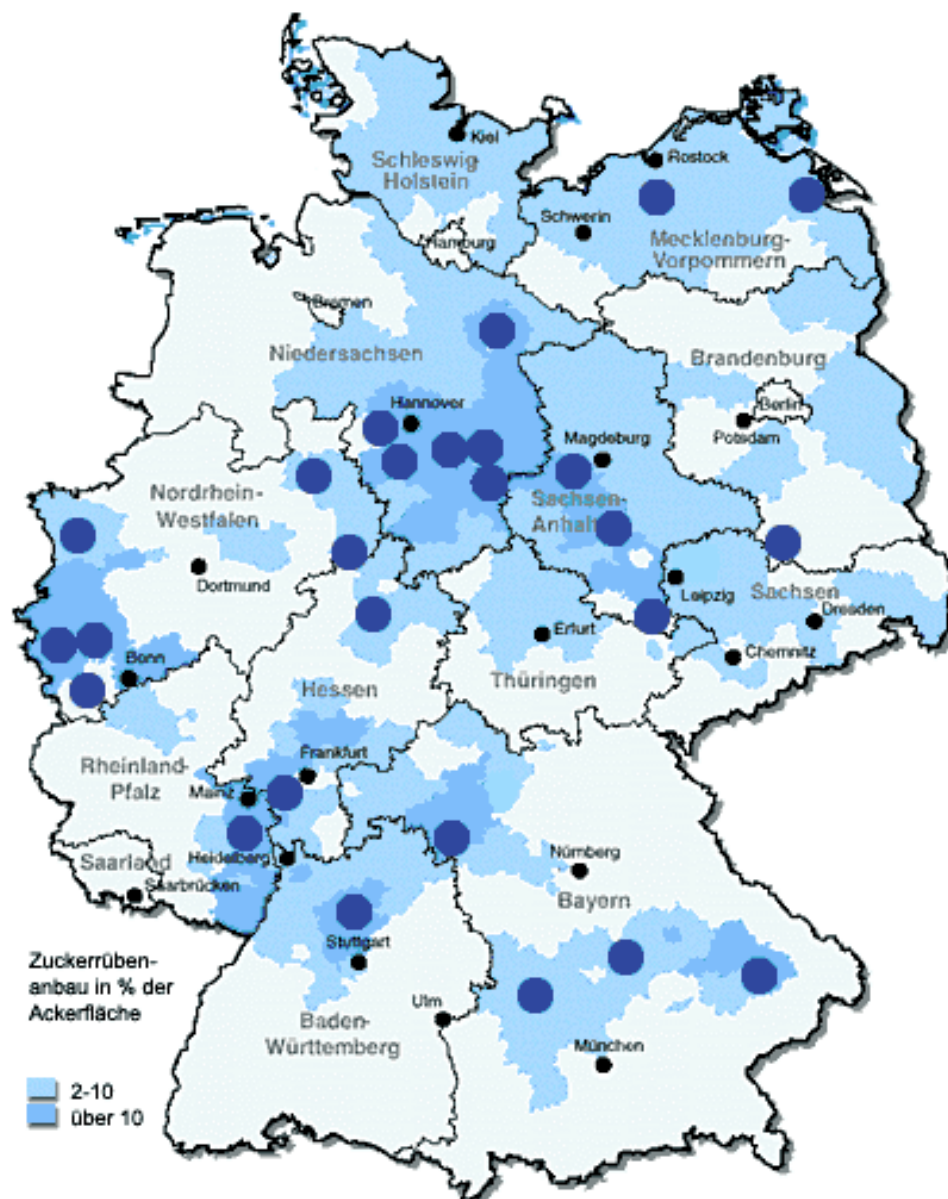 Kiel
Schleswig
Holstein
Rostock
Schwerin
Mecklenburg-
Vorpommern
Hamburg
Bremen
Niedersachsen
Brandenburg
Hannover
Berlin
Potsdam
Magdeburg
Nordrhein-
Westfalen
Sachsen-
Anhalt
Dortmund
Leipzig
Sachsen
Dresden
Erfurt
Chemnitz
Bonn
Hessen
Thüringen
Rheinland-
Pfalz
Frankfurt
Mainz
Saarland
Heidelberg
Saarbrücken
Nürnberg
Bayern
Stuttgart
Zuckerrüben-
anbau in % der
Ackerfläche
Ulm
Baden-
Württemberg
München
2-10
über 10